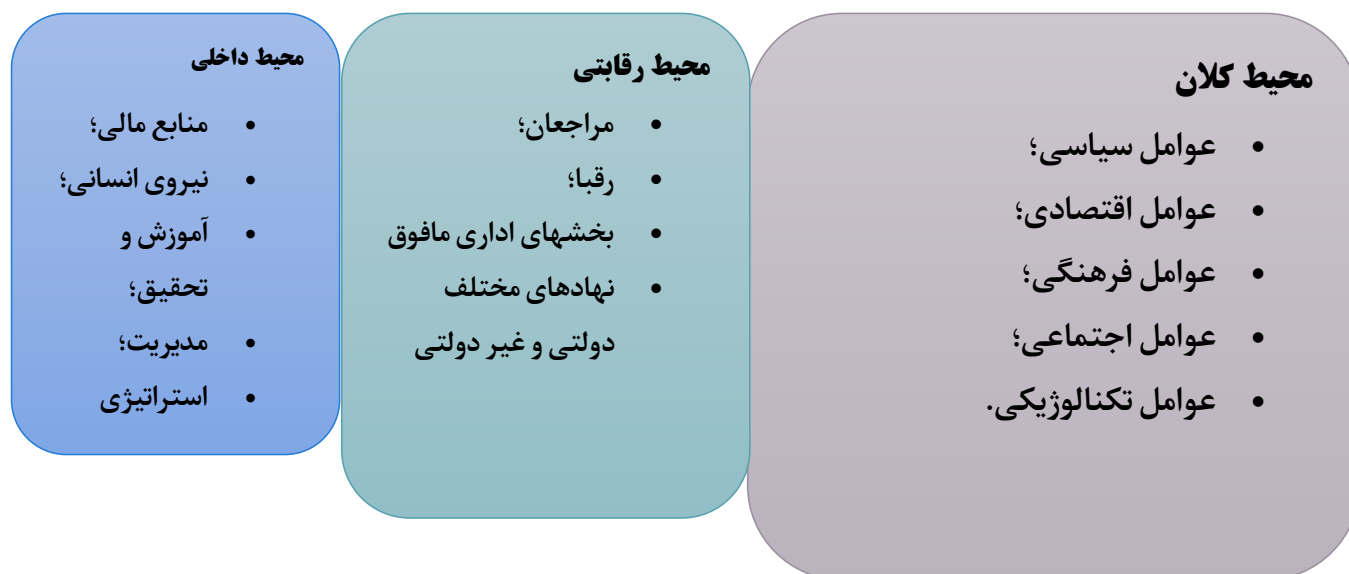 محیط کلان
• عوامل سیاسی؛
• عوامل اقتصادی؛
• عوامل فرهنگی؛
• عوامل اجتماعی؛
• عوامل تکنالوژیکی.
محیط رقابتی
• مراجعان؛
• رقبا؛
• بخشهای اداری مافوق
• نهادهای مختلف
دولتی و غیر دولتی
محیط داخلی
• منابع مالی؛
• نیروی انسانی؛
• آموزش و
تحقیق؛
• مدیریت؛
• استراتیژی